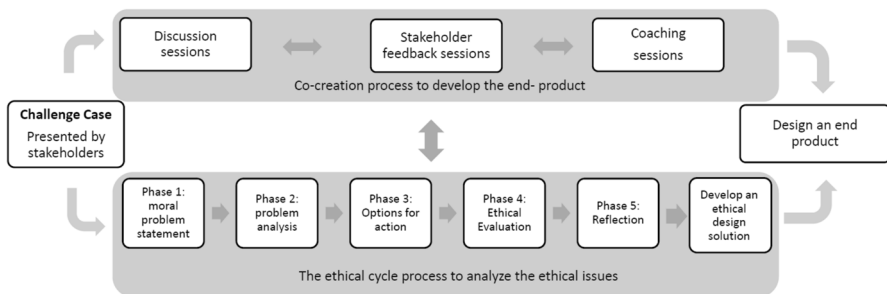 Discussion
sessions
Stakeholder
feedback sessions
Coaching
sessions
Co-creation process to develop the end- product
Challenge Case
Presented by
stakeholders
Design an end
product
Phase 1:
moral
problem
statement
Phase 2:
problem
analysis
Phase 3:
Options for
action
Phase 4:
Ethical
Evaluation
Phase 5:
Reflection
Develop an
ethical
design
solution
The ethical cycle process to analyze the ethical issues